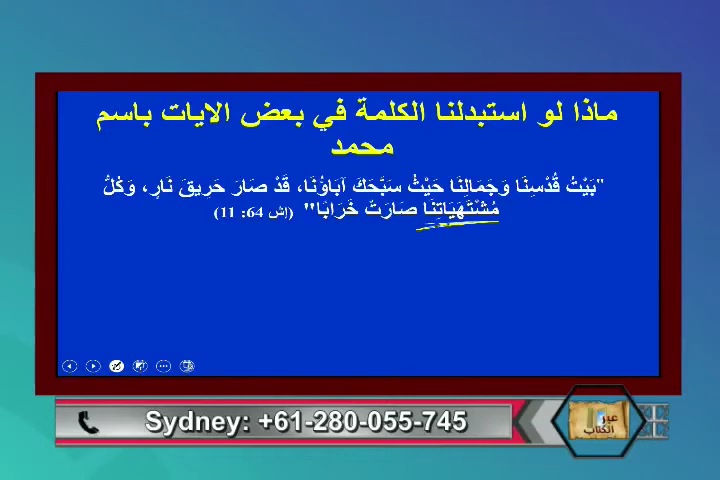 ماذا لو استبدلنا الكلمة في بعض الايات باسم
محمد
"بَيْتُ قُدْسِنَا وَجَمَالِنَا حَيْثُ سَبَّحَكَ آبَاؤُنَا، قَدْ صَارَ حَرِيقَ نَارٍ، وَكُلُّ
مُشْتَهَيَاتِنَا صَارَتْ خَرَابًا" (إش 64: 11)
Sydney: +61-280-055-745
عبر
الكتاب